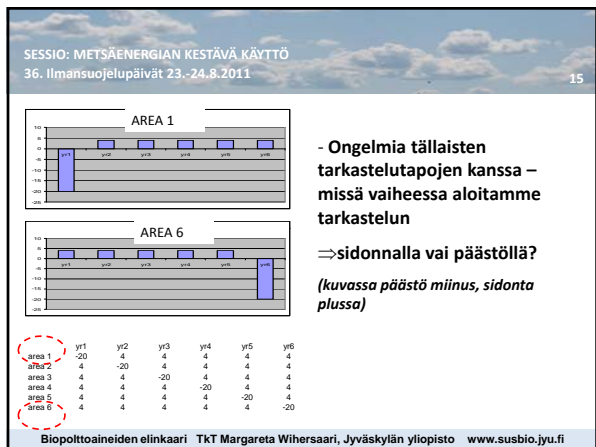 SESSIO: METSÄENERGIAN KESTÄVÄ KÄYTTÖ
36. Ilmansuojelupäivät 23.-24.8.2011
15
AREA 1
10
5
0
-5
-10
-15
-20
-25
yr1 yr2 yr3 yr4 yr5 yr6
AREA 6
10
5
0
-5
-10
-15
-20
-25
yr1 yr2 yr3 yr4 yr5 yr6
- Ongelmia tällaisten
tarkastelutapojen kanssa –
missä vaiheessa aloitamme
tarkastelun
⇒sidonnalla vai päästöllä?
(kuvassa päästö miinus, sidonta
plussa)
yr1 yr2 yr3 yr4 yr5 yr6
area 1 -20 4 4 4 4 4
area 2 4 -20 4 4 4 4
area 3 4 4 -20 4 4 4
area 4 4 4 4 -20 4 4
area 5 4 4 4 4 -20 4
area 6 4 4 4 4 4 -20
Biopolttoaineiden elinkaari TkT Margareta Wihersaari, Jyväskylän yliopisto www.susbio.jyu.fi